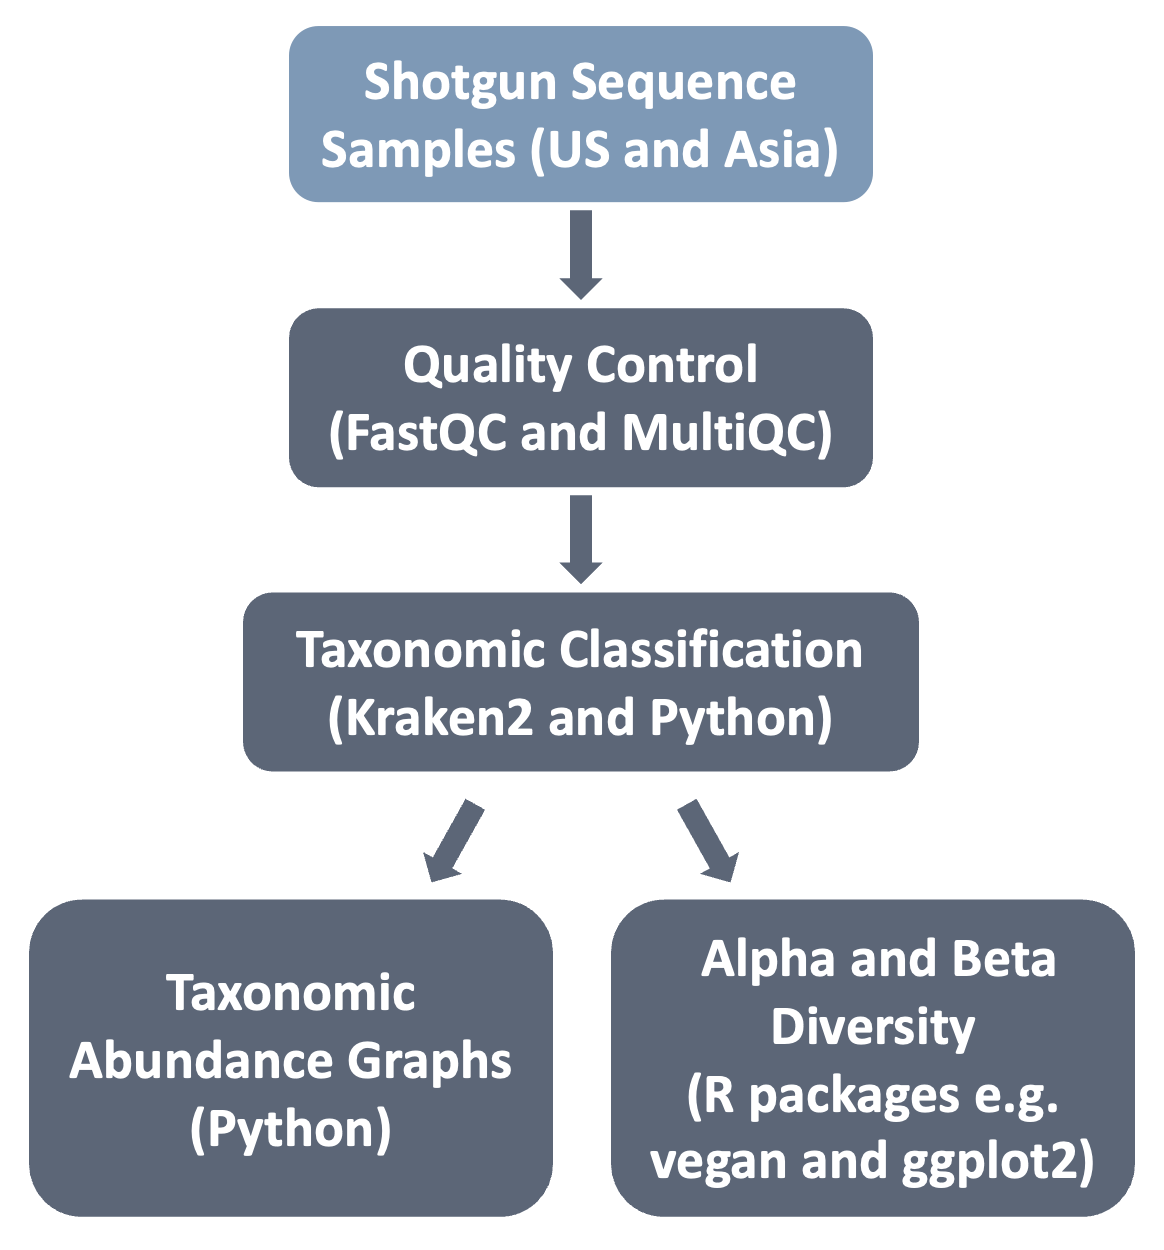 Shotgun Sequence
Samples (US and Asia)
Quality Control
(FastQC and MultiQC)
Taxonomic Classification
(Kraken2 and Python)
Taxonomic
Abundance Graphs
(Python)
Alpha and Beta
Diversity
(R packages e.g.
vegan and ggplot2)